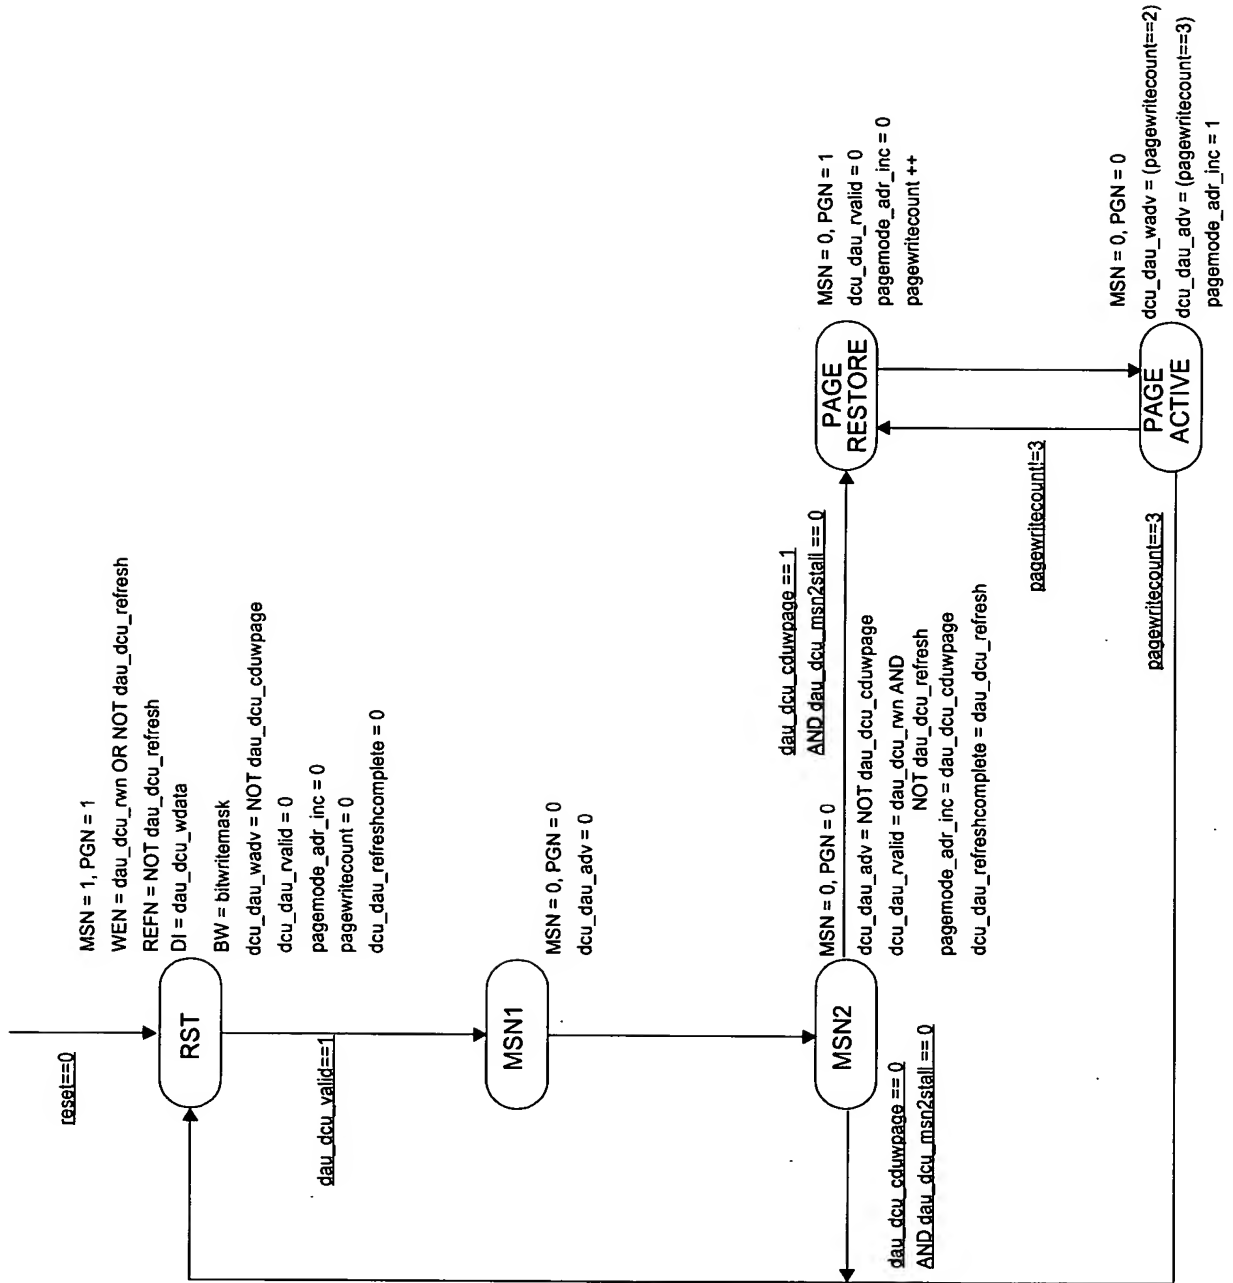 reset==0
RST
MSN = 1, PGN = 1
WEN = dau_dcu_rwn OR NOT dau_dcu_refresh
REFN = NOT dau_dcu_refresh
DI = dau_dcu_wdata
BW = bitwritemask
dcu_dau_wadv = NOT dau_dcu_cduwpage
dcu_dau_rvalid = 0
pagemode_adr_inc = 0
pagewritecount = 0
dcu_dau_refreshcomplete = 0
dau_dcu_valid==1
MSN1
MSN = 0, PGN = 0
dcu_dau_adv = 0
MSN2
MSN = 0, PGN = 0
dcu_dau_adv = NOT dau_dcu_cduwpage
dcu_dau_rvalid = dau_dcu_rwn AND
NOT dau_dcu_refresh
pagemode_adr_inc = dau_dcu_cduwpage
dcu_dau_refreshcomplete = dau_dcu_refresh
dau_dcu_cduwpage == 0
AND dau_dcu_msn2stall == 0
dau_dcu_cduwpage == 1
AND dau_dcu_msn2stall == 0
PAGE
RESTORE
MSN = 0, PGN = 1
dcu_dau_rvalid = 0
pagemode_adr_inc = 0
pagewritecount ++
pagewritecount!=3
pagewritecount==3
PAGE
ACTIVE
MSN = 0, PGN = 0
dcu_dau_wadv = (pagewritecount==2)
dcu_dau_adv = (pagewritecount==3)
pagemode_adr_inc = 1